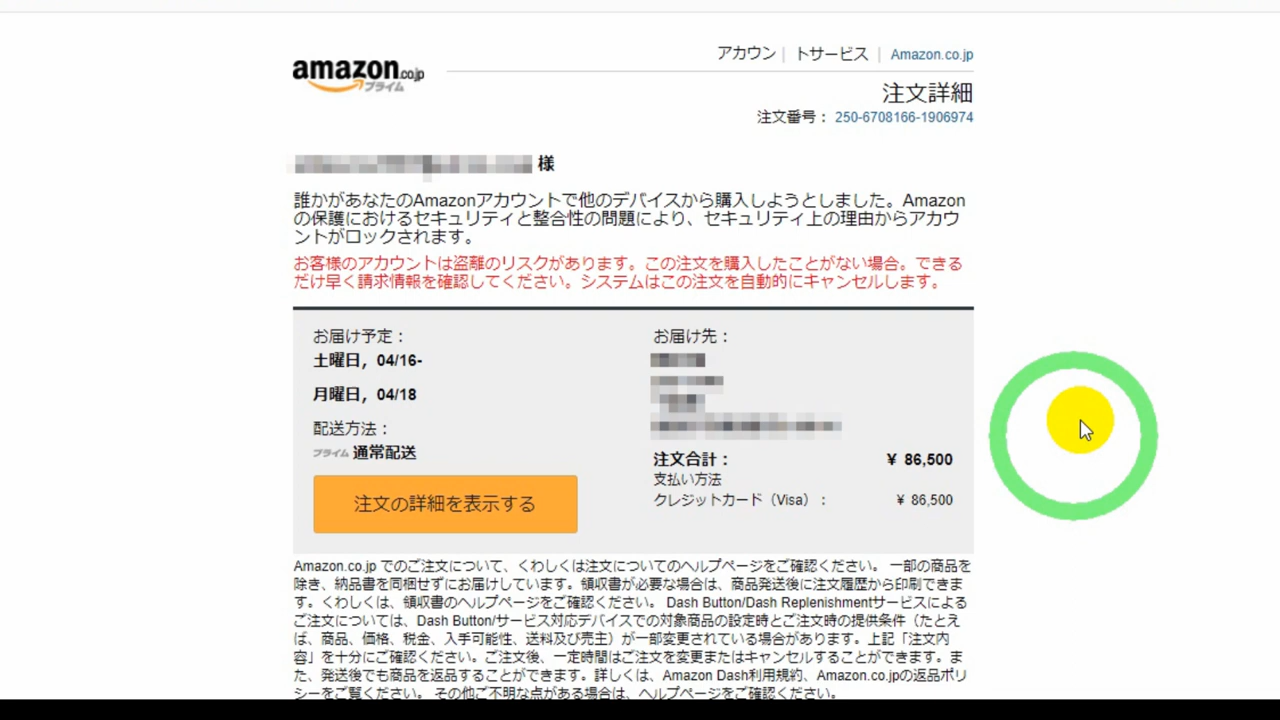 アカウン｜トサービス｜Amazon.co.jp
amazon.co.jp
プライム
注文詳細
注文番号： 250-6708166-1906974
様
誰かがあなたのAmazonアカウントで他のデバイスから購入しようとしました。Amazon
の保護におけるセキュリティと整合性の問題により、セキュリティ上の理由からアカウ
ントがロックされます。
お客様のアカウントは盗離のリスクがあります。この注文を購入したことがない場合。できる
だけ早く請求情報を確認してください。システムはこの注文を自動的にキャンセルします。
お届け予定：
土曜日，04/16-
月曜日，04/18
配送方法：
プライム 通常配送
注文の詳細を表示する
お届け先：
注文合計： ￥ 86,500
支払い方法
クレジットカード（Visa）： ￥ 86,500
Amazon.co.jp でのご注文について、くわしくは注文についてのヘルプページをご確認ください。 一部の商品を
除き、納品書を同梱せずにお届けしています。領収書が必要な場合は、商品発送後に注文履歴から印刷できま
す。くわしくは、領収書のヘルプページをご確認ください。 Dash Button/Dash Replenishmentサービスによる
ご注文については、Dash Button/サービス対応デバイスでの対象商品の設定時とご注文時の提供条件（たとえ
ば、商品、価格、税金、入手可能性、送料及び売主）が一部変更されている場合があります。上記「注文内
容」を十分にご確認ください。ご注文後、一定時間はご注文を変更またはキャンセルすることができます。ま
た、発送後でも商品を返品することができます。詳しくは、Amazon Dash利用規約、Amazon.co.jpの返品ポリ
シーをご覧ください。 その他ご不明な点がある場合は、ヘルプページをご確認ください。